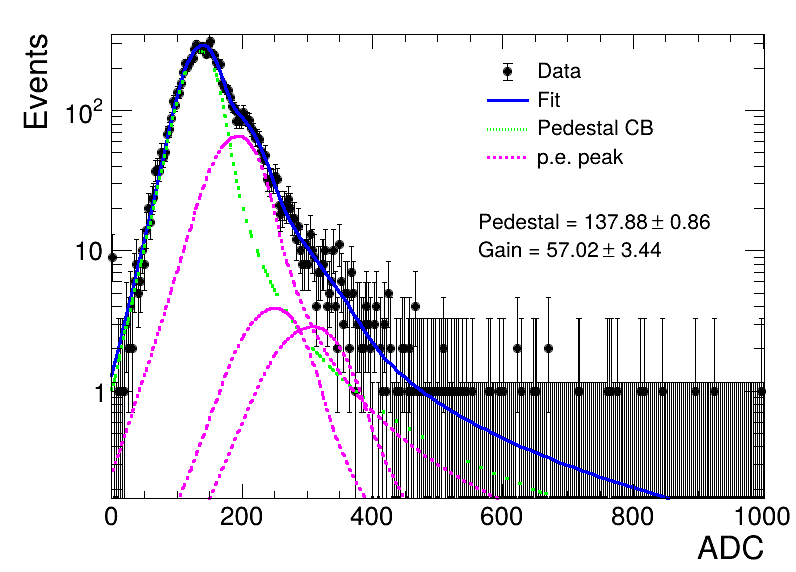 Events
10²
10
1
Data
Fit
Pedestal CB
p.e. peak
Pedestal = 137.88 ± 0.86
Gain = 57.02 ± 3.44
0 200 400 600 800 1000
ADC